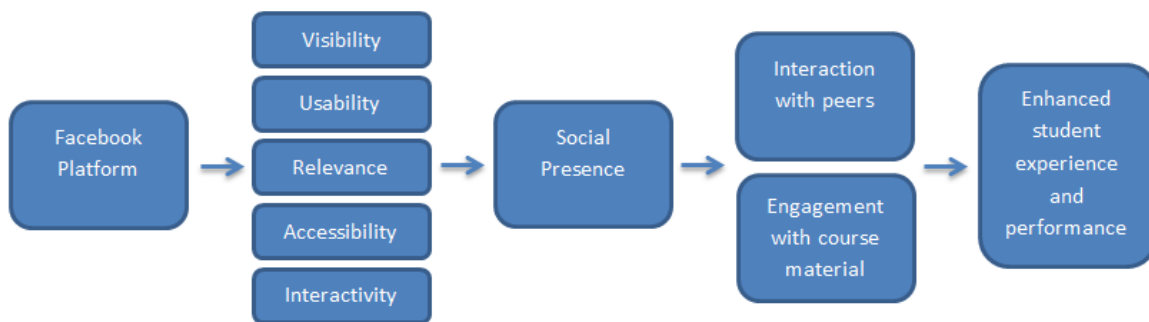 Facebook
Platform
Visibility
Usability
Relevance
Accessibility
Interactivity
Social
Presence
Interaction
with peers
Engagement
with course
material
Enhanced
student
experience
and
performance